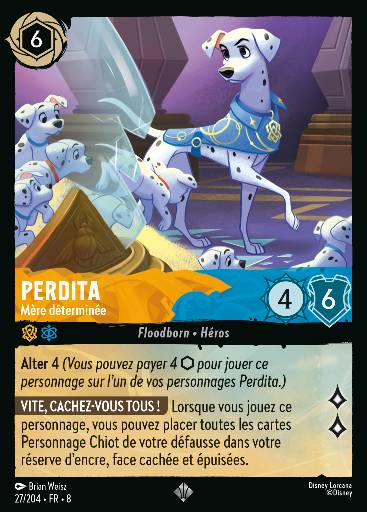 6
PERDITA
Mère déterminée
4
6
Floodborn • Héros
Alter 4 (Vous pouvez payer 4 ⬡ pour jouer ce
personnage sur l'un de vos personnages Perdita.)
VITE, CACHEZ-VOUS TOUS ! Lorsque vous jouez ce
personnage, vous pouvez placer toutes les cartes
Personnage Chiot de votre défausse dans votre
réserve d'encre, face cachée et épuisées.
Brian Weisz
27/204 • FR • 8
Disney Lorcana
©Disney